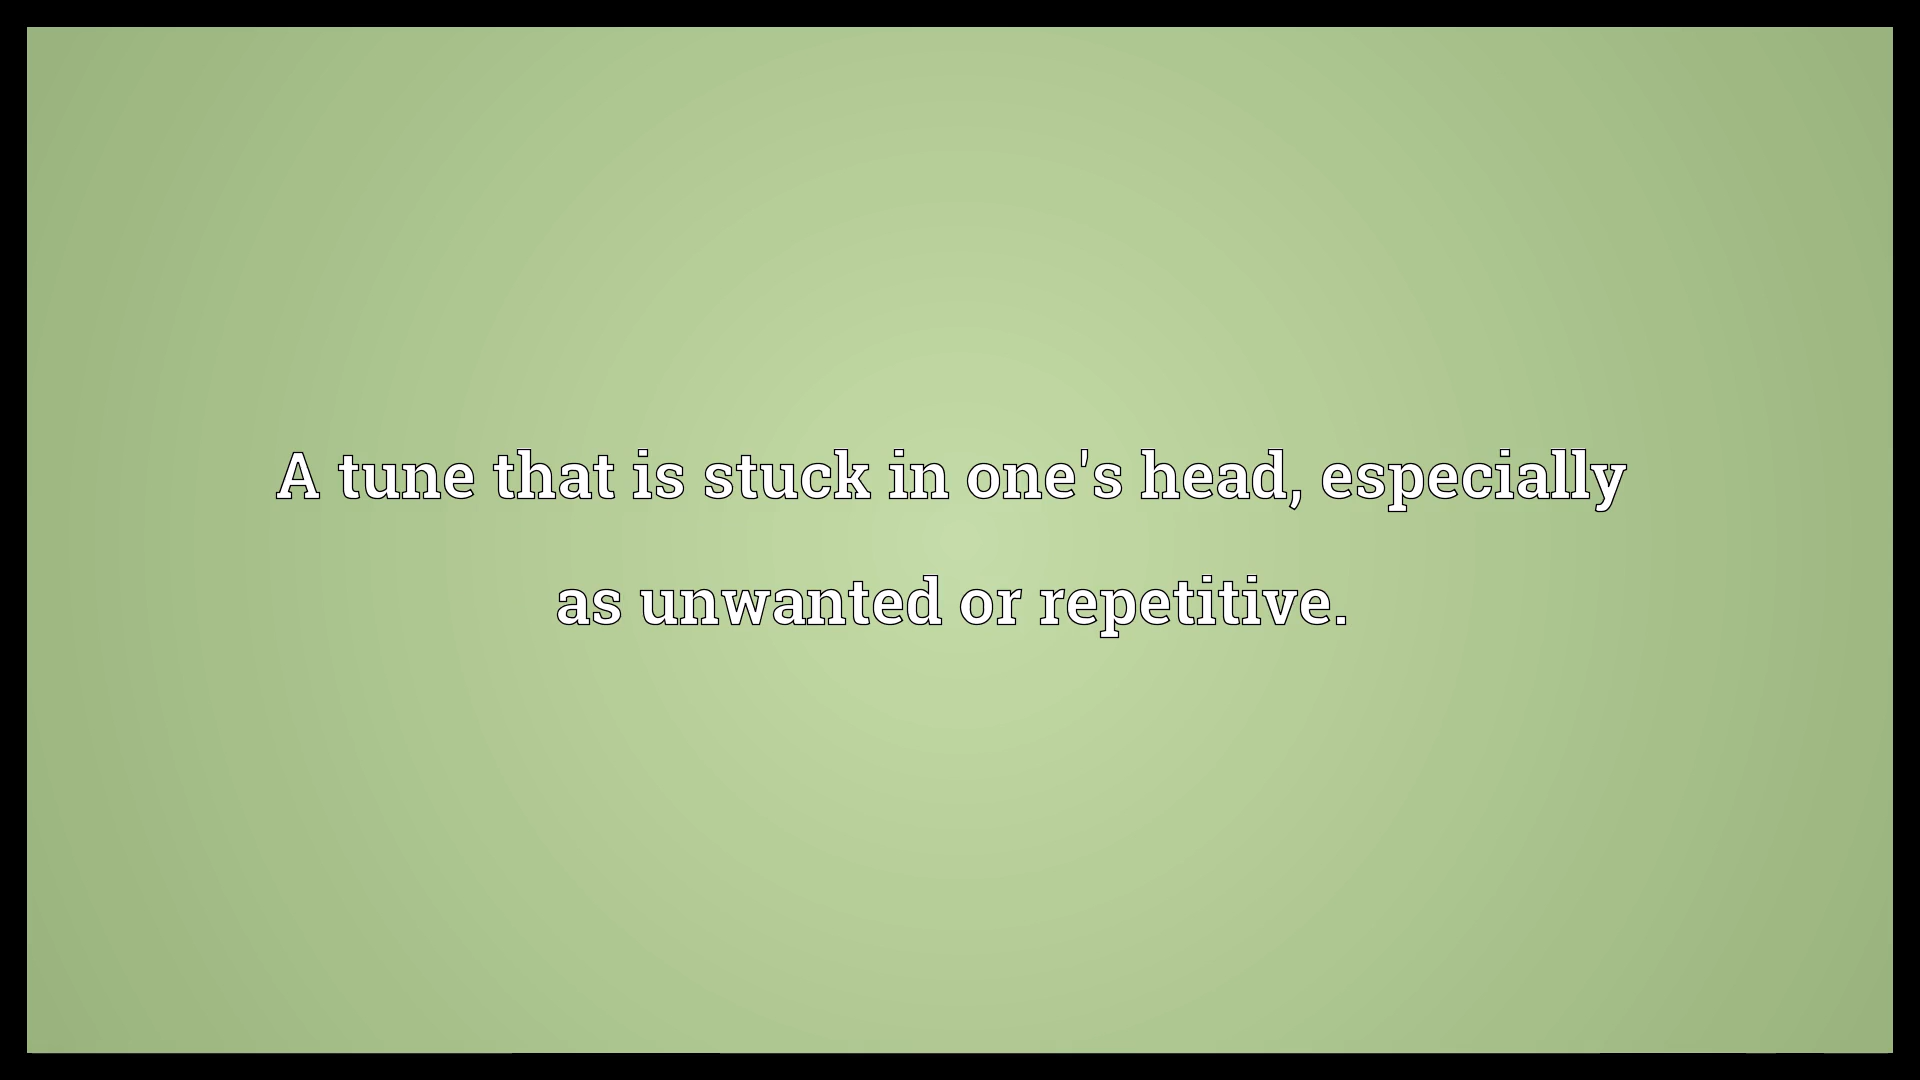 A tune that is stuck in one's head, especially
as unwanted or repetitive.